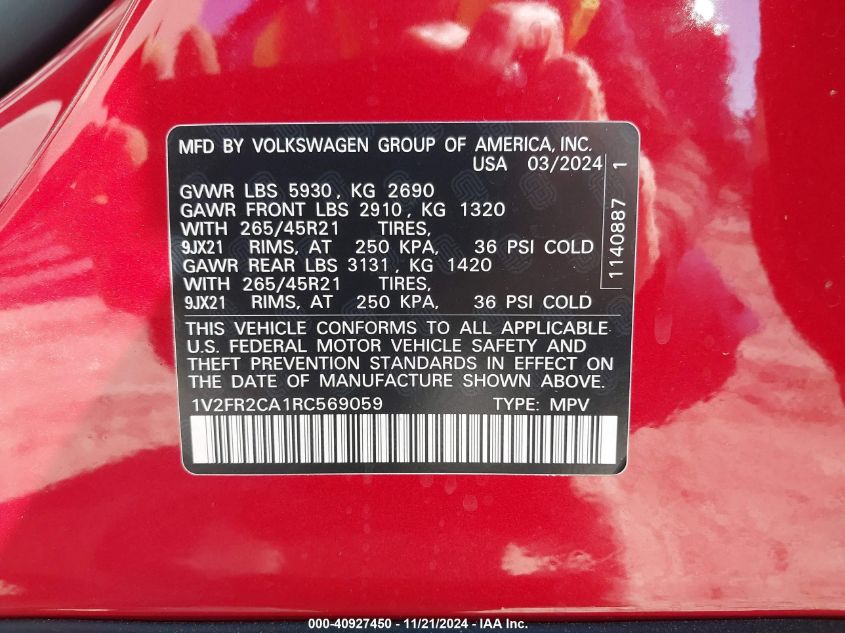 MFD BY VOLKSWAGEN GROUP OF AMERICA, INC.
USA 03/2024
GVWR LBS 5930, KG 2690
GAWR FRONT LBS 2910, KG 1320
WITH 265/45R21 TIRES,
9JX21 RIMS, AT 250 KPA, 36 PSI COLD
GAWR REAR LBS 3131, KG 1420
WITH 265/45R21 TIRES,
9JX21 RIMS, AT 250 KPA, 36 PSI COLD
1140887 1
THIS VEHICLE CONFORMS TO ALL APPLICABLE
U.S. FEDERAL MOTOR VEHICLE SAFETY AND
THEFT PREVENTION STANDARDS IN EFFECT ON
THE DATE OF MANUFACTURE SHOWN ABOVE.
1V2FR2CA1RC569059 TYPE: MPV
000-40927450 - 11/21/2024 - IAA Inc.